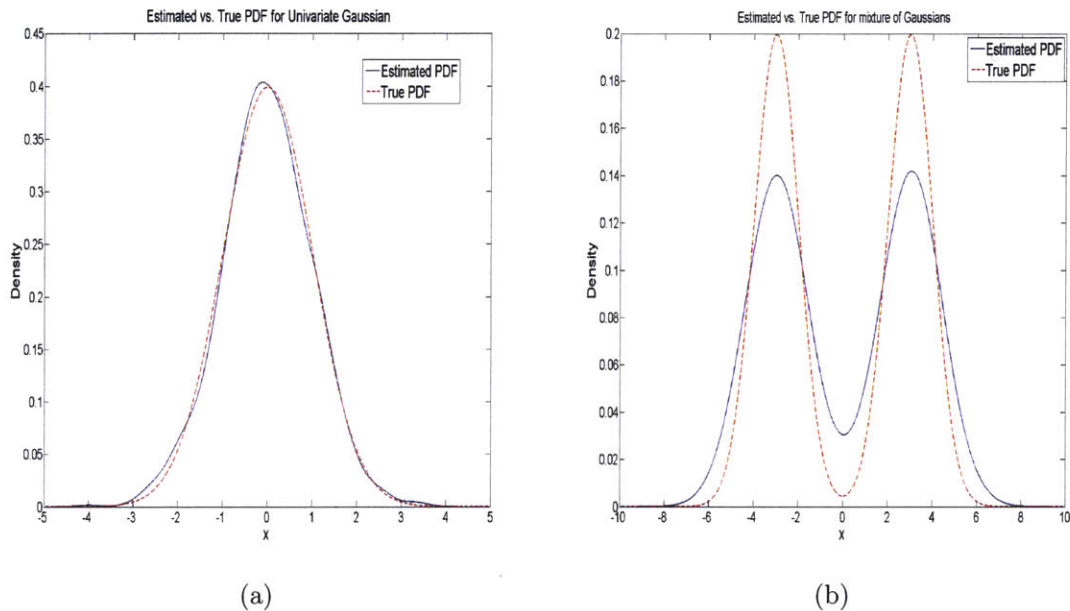 Estimated vs. True PDF for Univariate Gaussian
0.45
0.4
0.35
0.3
0.25
0.2
0.15
0.1
0.05
0
Density
Estimated PDF
True PDF
-5 -4 -3 -2 -1 0 1 2 3 4 5
X
(a)
Estimated vs. True PDF for mixture of Gaussians
0.2
0.18
0.16
0.14
0.12
0.1
0.08
0.06
0.04
0.02
0
Density
Estimated PDF
True PDF
-10 -8 -6 -4 -2 0 2 4 6 8 10
X
(b)